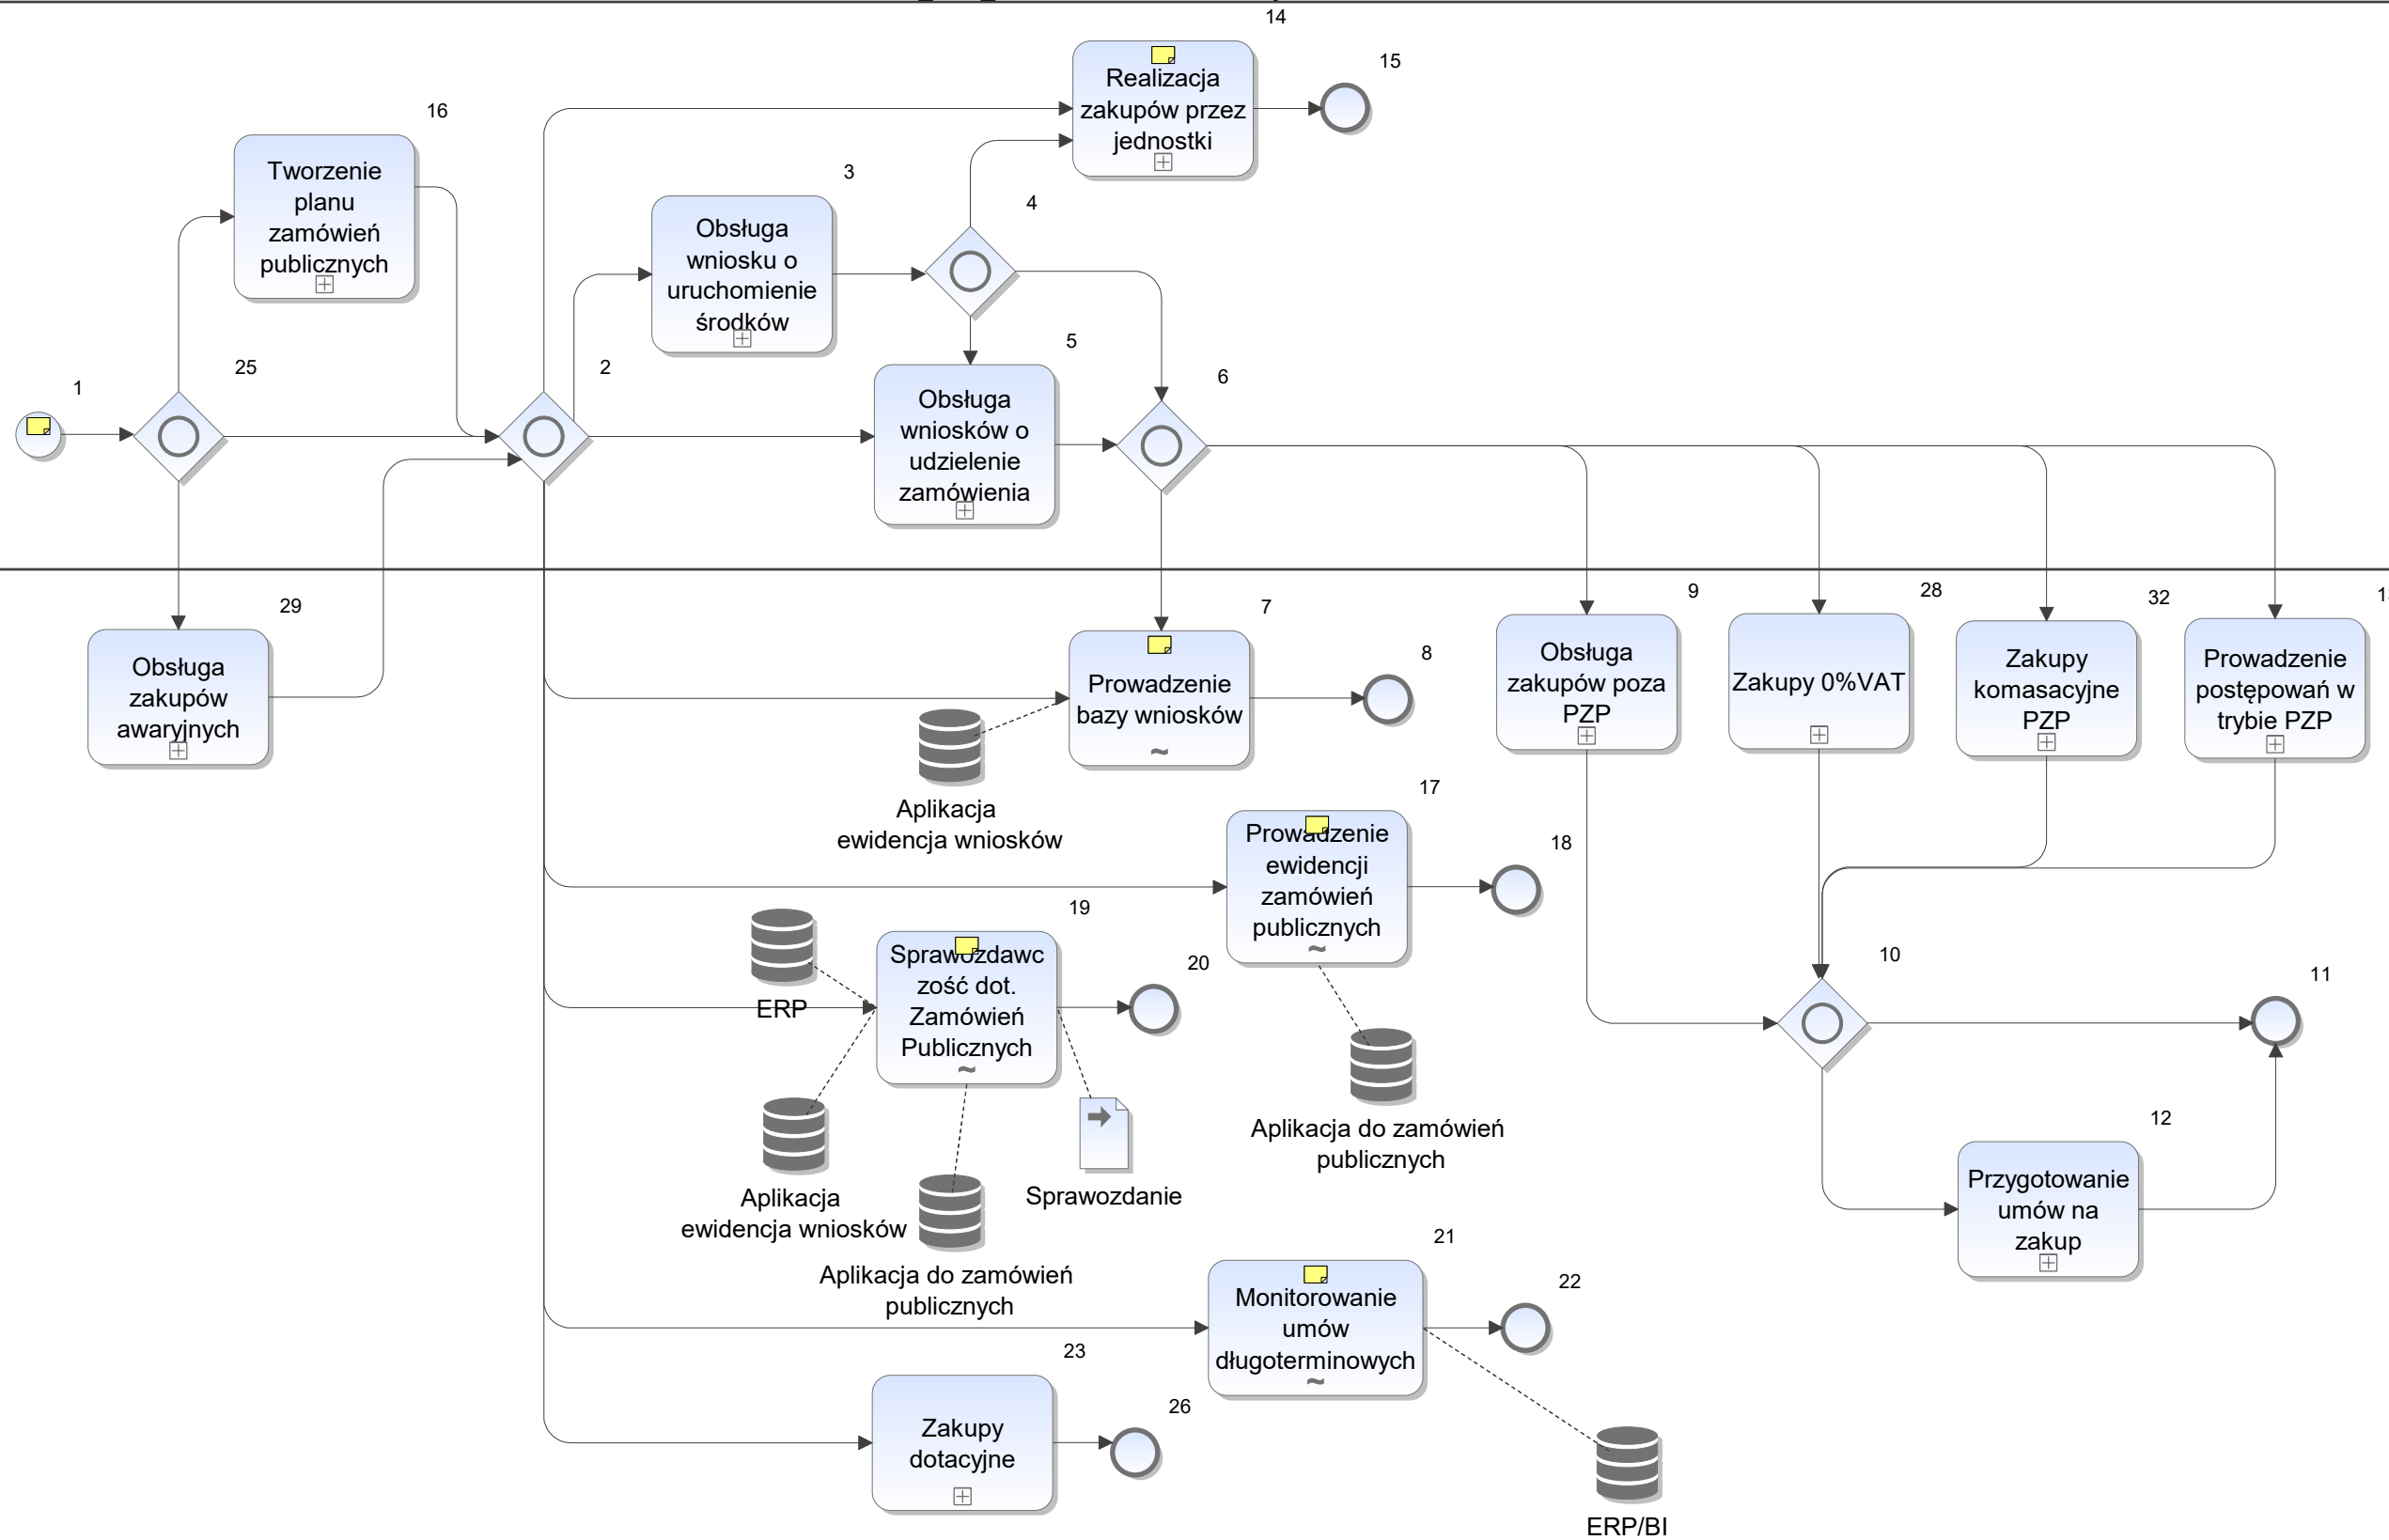 14
15
16
Realizacja
zakupów przez
jednostki
Tworzenie
planu
zamówień
publicznych
3
4
Obsługa
wniosku o
uruchomienie
środków
1
25
2
5
6
Obsługa
wniosków o
udzielenie
zamówienia
29
7
9
28
32
Obsługa
zakupów
awaryjnych
Prowadzenie
bazy wniosków
8
Obsługa
zakupów poza
PZP
Zakupy 0%VAT
Zakupy
komasacyjne
PZP
Prowadzenie
postępowań w
trybie PZP
Aplikacja
ewidencja wniosków
17
Prowadzenie
ewidencji
zamówień
publicznych
18
19
ERP
Sprawozdawc
zość dot.
Zamówień
Publicznych
20
10
11
Aplikacja do zamówień
publicznych
Aplikacja
ewidencja wniosków
Sprawozdanie
12
Przygotowanie
umów na
zakup
Aplikacja do zamówień
publicznych
21
Monitorowanie
umów
długoterminowych
22
23
Zakupy
dotacyjne
26
ERP/BI